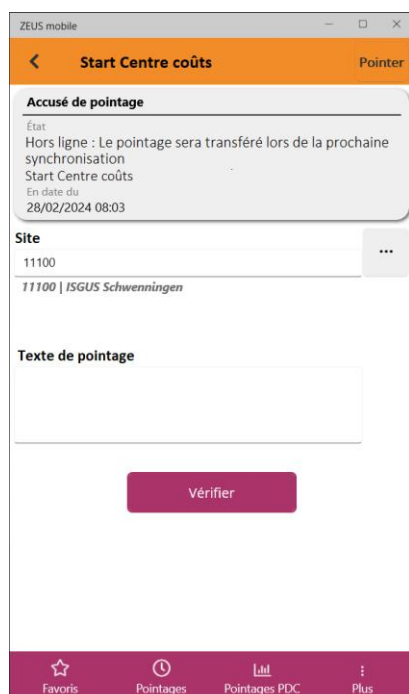 ZEUS mobile
Start Centre coûts
Pointer
Accusé de pointage
État
Hors ligne : Le pointage sera transféré lors de la prochaine
synchronisation
Start Centre coûts
En date du
28/02/2024 08:03
Site
11100
...
11100 | ISGUS Schwenningen
Texte de pointage
Vérifier
Favoris
Pointages
Pointages PDC
Plus